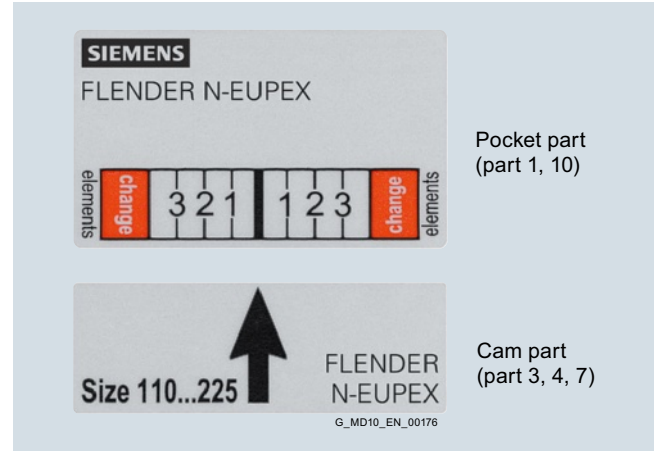 SIEMENS
FLENDER N-EUPEX
Pocket part
(part 1, 10)
elements change 3 2 1 1 2 3 change elements
Cam part
(part 3, 4, 7)
FLENDER
Size 110...225 N-EUPEX
G_MD10_EN_00176